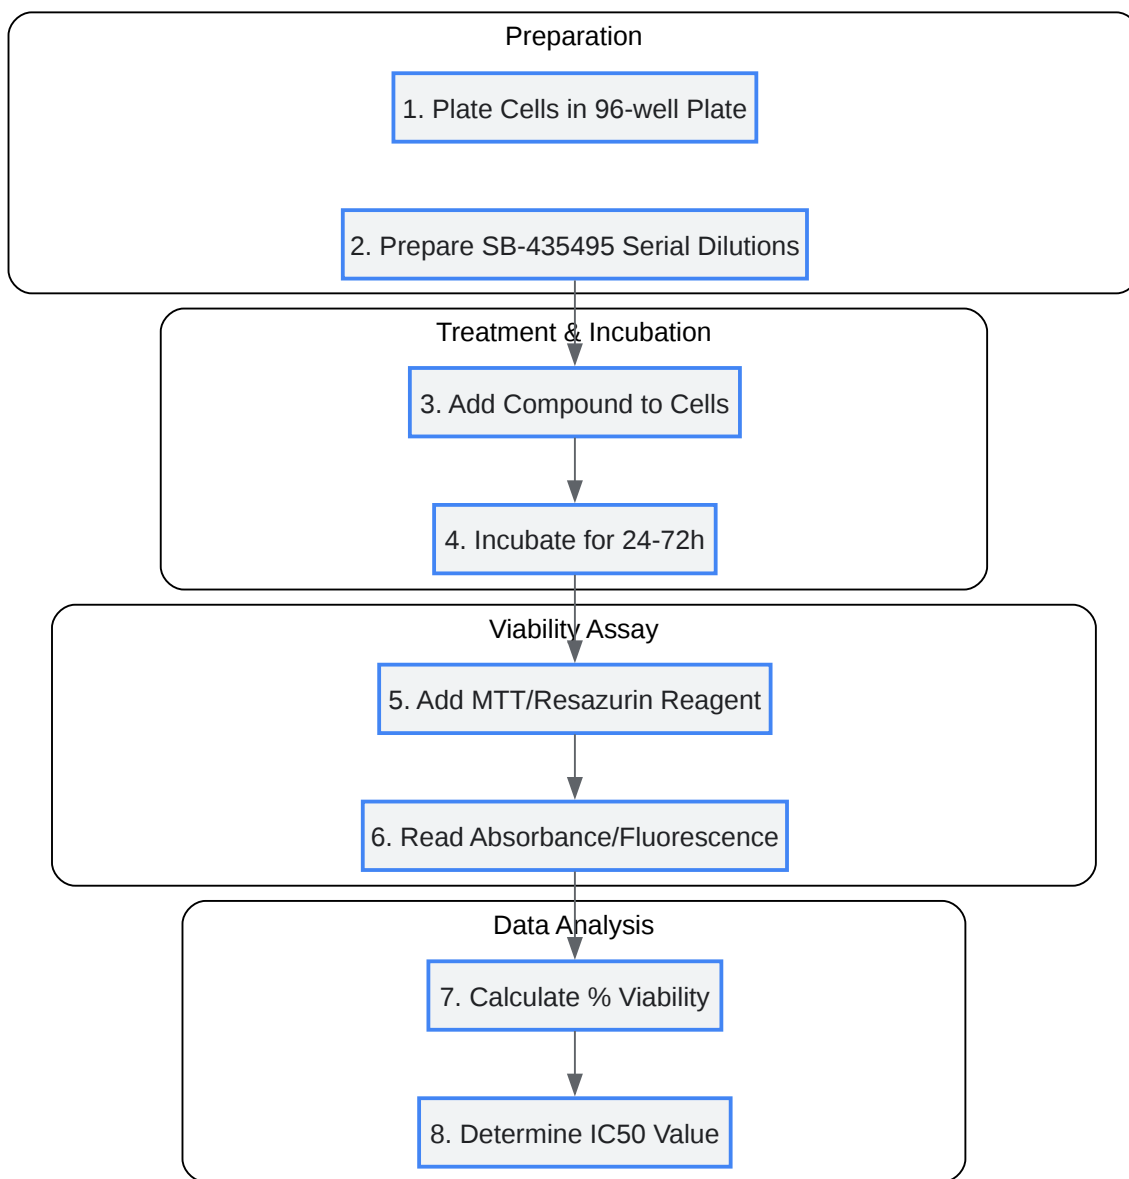 Preparation
1. Plate Cells in 96-well Plate
2. Prepare SB-435495 Serial Dilutions
Treatment & Incubation
3. Add Compound to Cells
4. Incubate for 24-72h
Viability Assay
5. Add MTT/Resazurin Reagent
6. Read Absorbance/Fluorescence
Data Analysis
7. Calculate % Viability
8. Determine IC50 Value